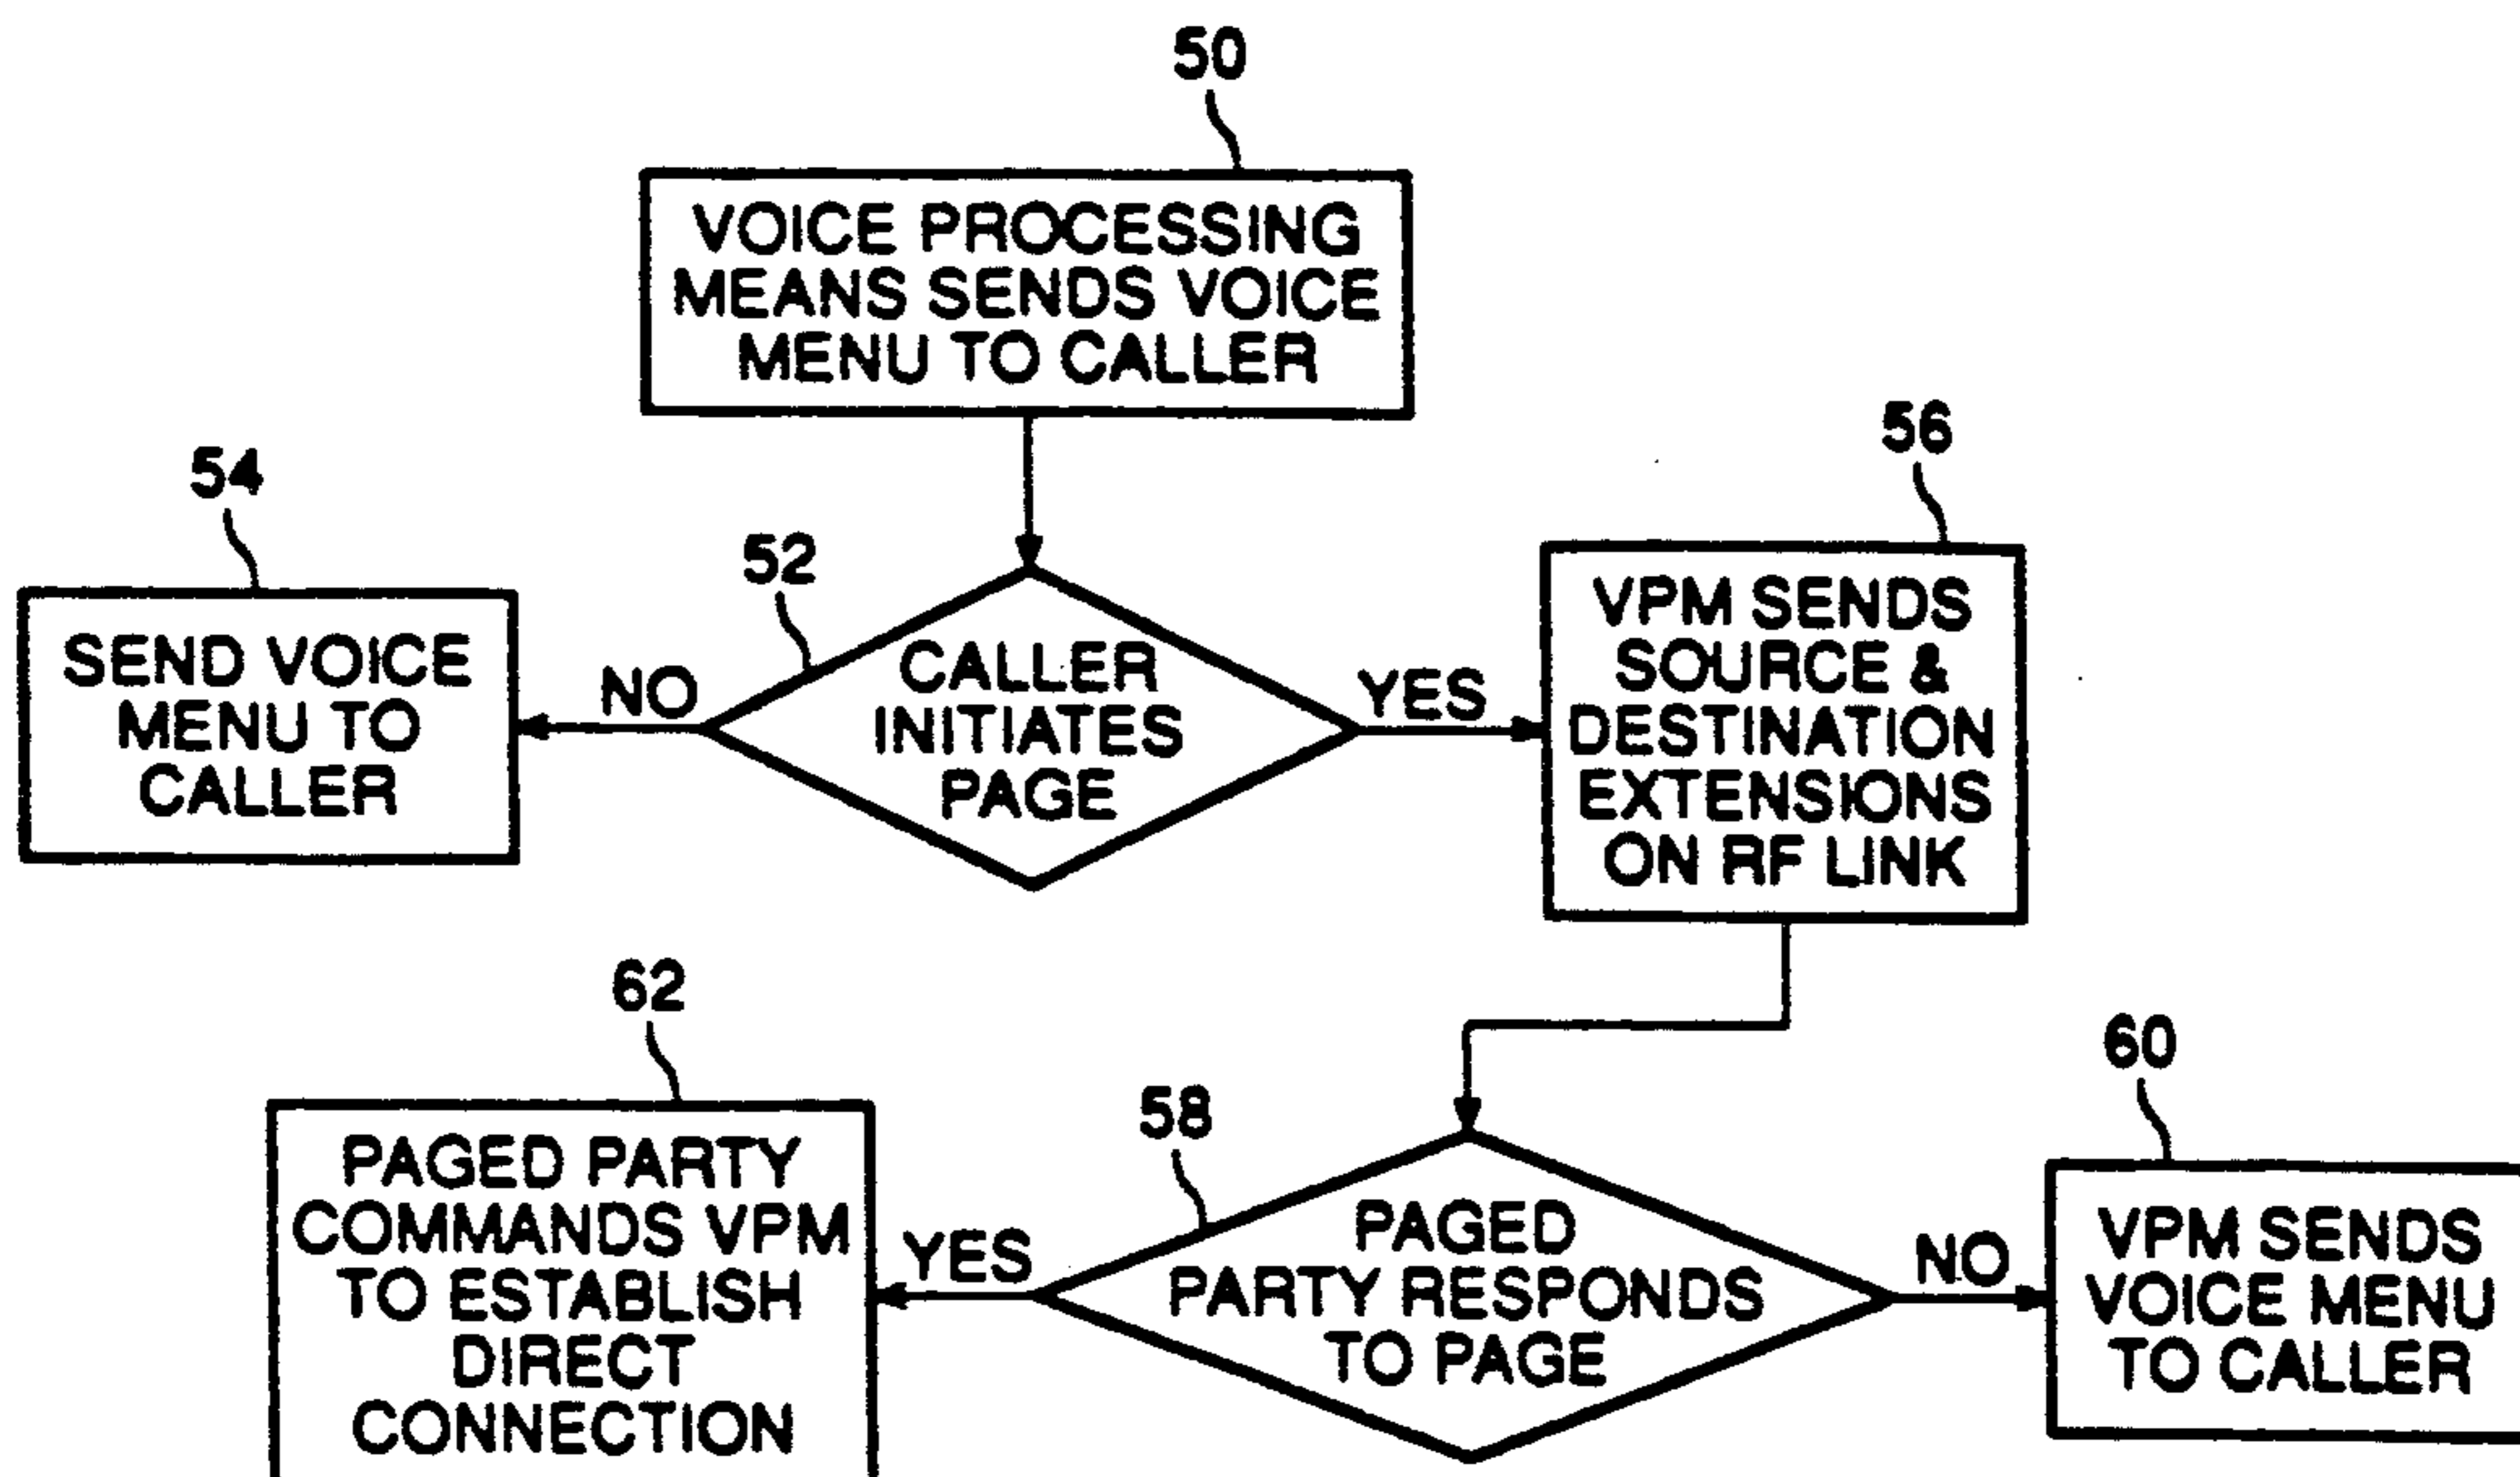 50
VOICE PROCESSING
MEANS SENDS VOICE
MENU TO CALLER
54
SEND VOICE
MENU TO
CALLER
NO
52
CALLER
INITIATES
PAGE
YES
56
VPM SENDS
SOURCE &
DESTINATION
EXTENSIONS
ON RF LINK
62
PAGED PARTY
COMMANDS VPM
TO ESTABLISH
DIRECT
CONNECTION
YES
58
PAGED
PARTY RESPONDS
TO PAGE
NO
60
VPM SENDS
VOICE MENU
TO CALLER